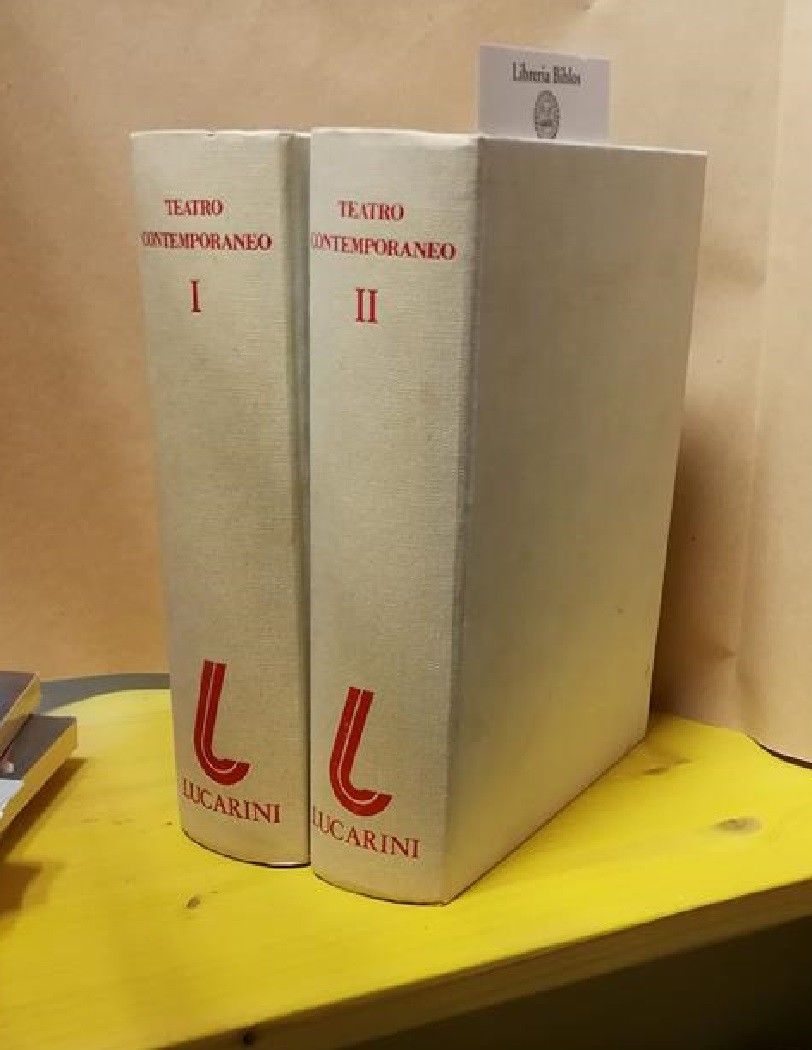 Libreria Biblos
TEATRO
CONTEMPORANEO
I
LUCARINI
TEATRO
CONTEMPORANEO
II
LUCARINI